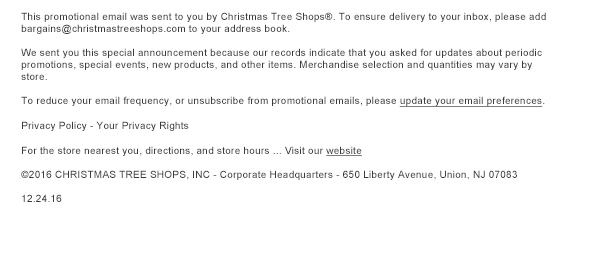 This promotional email was sent to you by Christmas Tree Shops®. To ensure delivery to your inbox, please add
bargains@christmastreeshops.com to your address book.
We sent you this special announcement because our records indicate that you asked for updates about periodic
promotions, special events, new products, and other items. Merchandise selection and quantities may vary by
store.
To reduce your email frequency, or unsubscribe from promotional emails, please update your email preferences.
Privacy Policy - Your Privacy Rights
For the store nearest you, directions, and store hours ... Visit our website
©2016 CHRISTMAS TREE SHOPS, INC - Corporate Headquarters - 650 Liberty Avenue, Union, NJ 07083
12.24.16